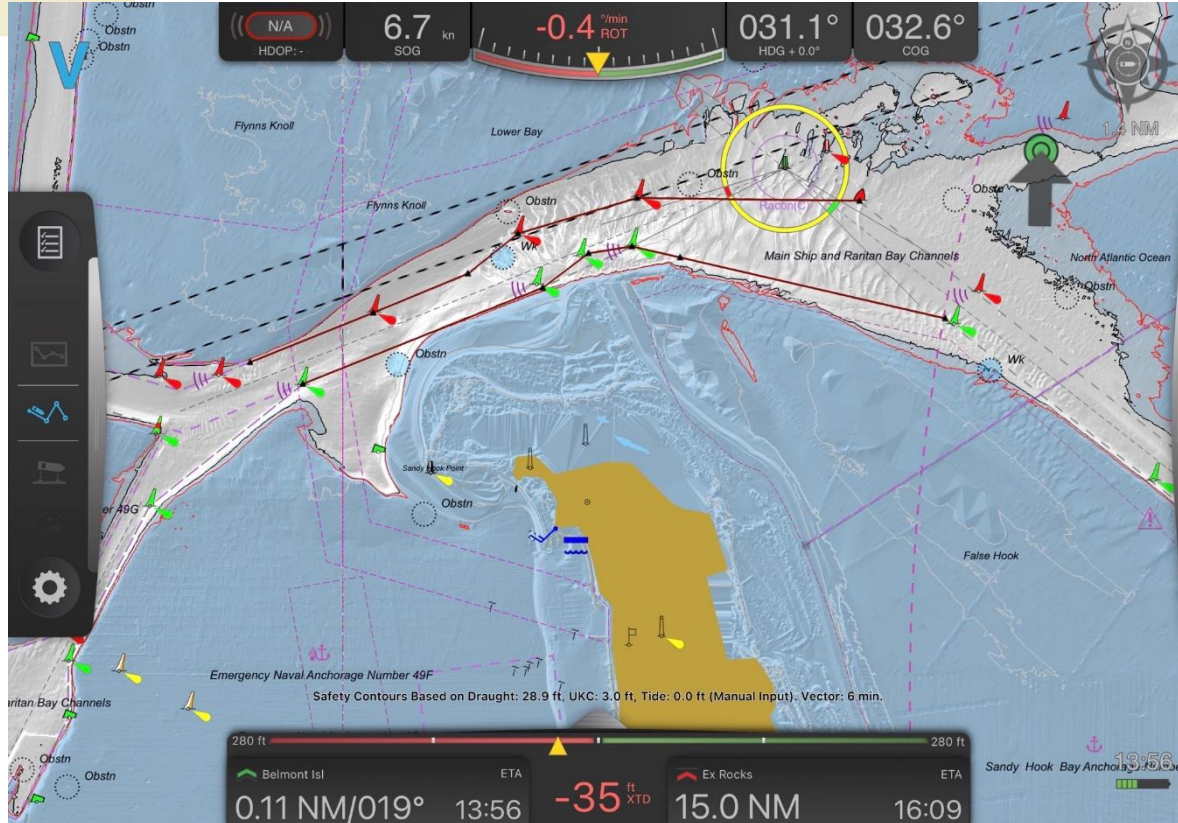 Obstn
Obstn
Obstn
V
N/A
HDOP: -
6.7 kn
SOG
-0.4 °/min
ROT
031.1°
HDG + 0.0°
032.6°
COG
N
1.4 NM
Flynns Knoll
Lower Bay
Flynns Knoll
Obstn
Obstn
Racon(C
Obstn
Wk
Main Ship and Raritan Bay Channels
North Atlantic Ocean
Obstn
Obstn
Wk
Sandy Hook Point
Obstn
er 49G
False Hook
Emergency Naval Anchorage Number 49F
Safety Contours Based on Draught: 28.9 ft, UKC: 3.0 ft, Tide: 0.0 ft (Manual Input). Vector: 6 min.
aritan Bay Channels
280 ft
280 ft
Obstn
Obstn
Belmont Isl
ETA
0.11 NM/019°
13:56
-35 ft
XTD
Ex Rocks
ETA
15.0 NM
16:09
Sandy Hook Bay Anchorage
13:56